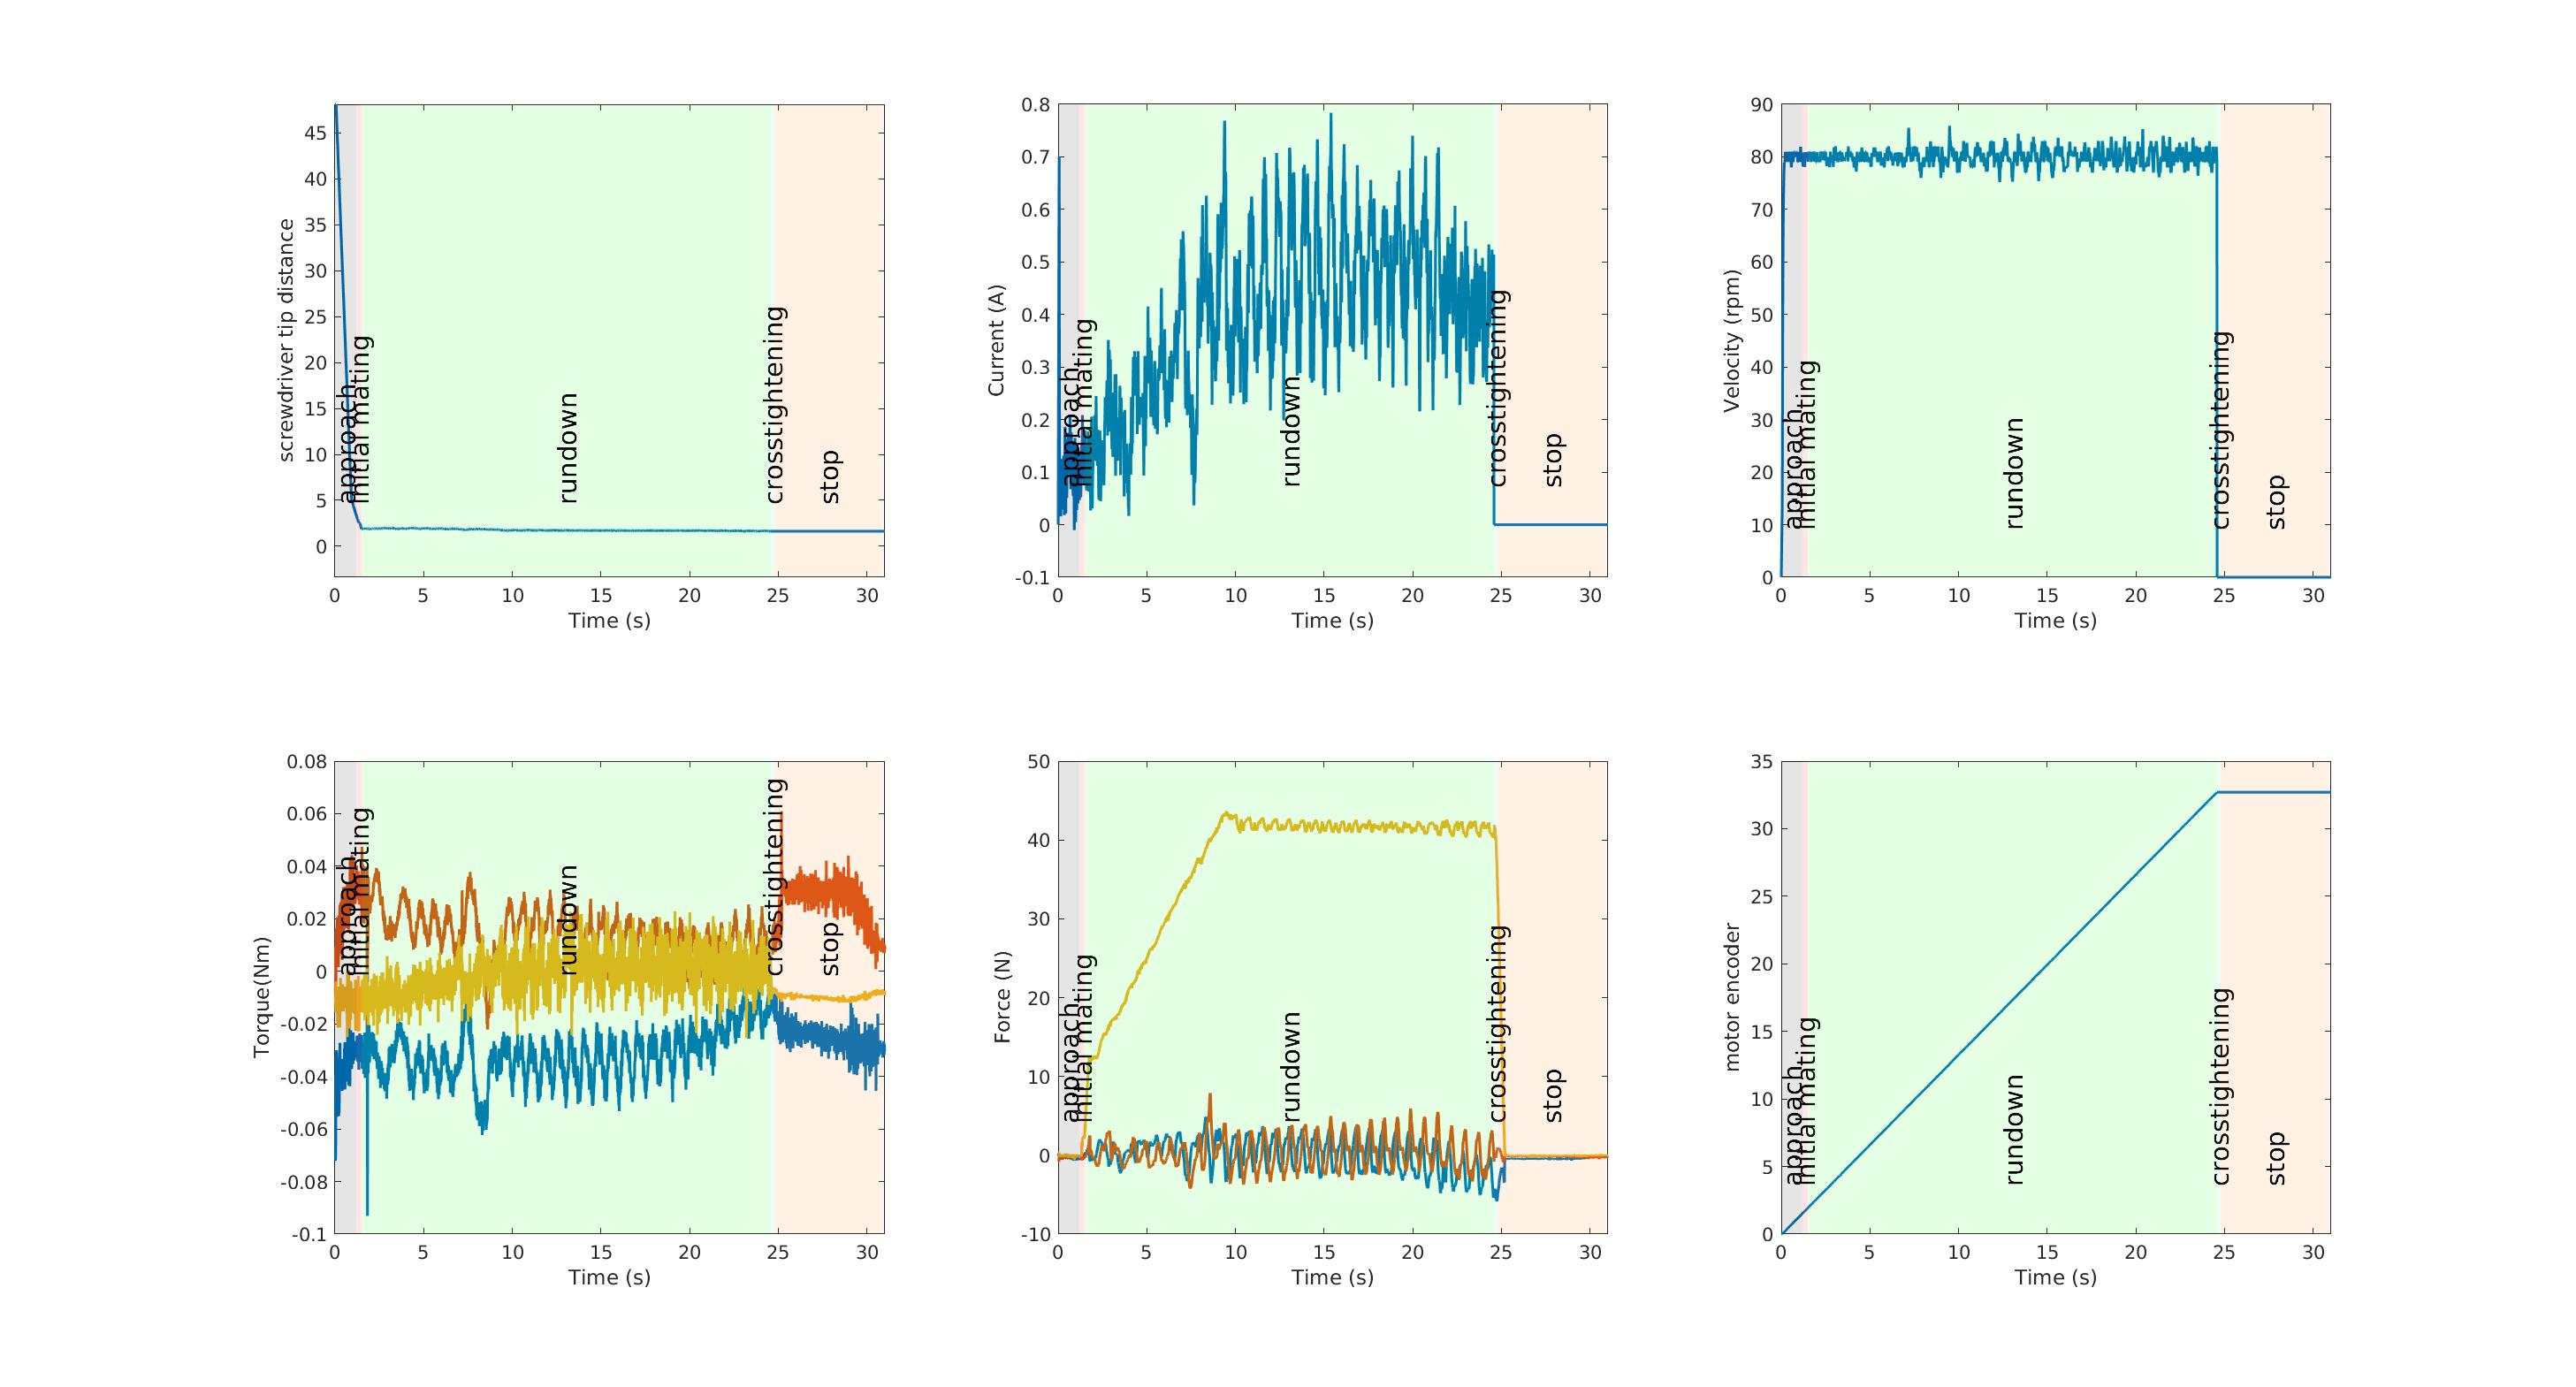 screwdriver tip distance
45
40
35
30
25
20
15
10
5
0
approach
initial mating
rundown
crosstightening
stop
0 5 10 15 20 25 30
Time (s)
Current (A)
0.8
0.7
0.6
0.5
0.4
0.3
0.2
0.1
0
-0.1
approach
initial mating
rundown
crosstightening
stop
0 5 10 15 20 25 30
Time (s)
Velocity (rpm)
90
80
70
60
50
40
30
20
10
0
approach
initial mating
rundown
crosstightening
stop
0 5 10 15 20 25 30
Time (s)
Torque(Nm)
0.08
0.06
0.04
0.02
0
-0.02
-0.04
-0.06
-0.08
-0.1
approach
initial mating
rundown
crosstightening
stop
0 5 10 15 20 25 30
Time (s)
Force (N)
50
40
30
20
10
0
-10
approach
initial mating
rundown
crosstightening
stop
0 5 10 15 20 25 30
Time (s)
motor encoder
35
30
25
20
15
10
5
0
approach
initial mating
rundown
crosstightening
stop
0 5 10 15 20 25 30
Time (s)